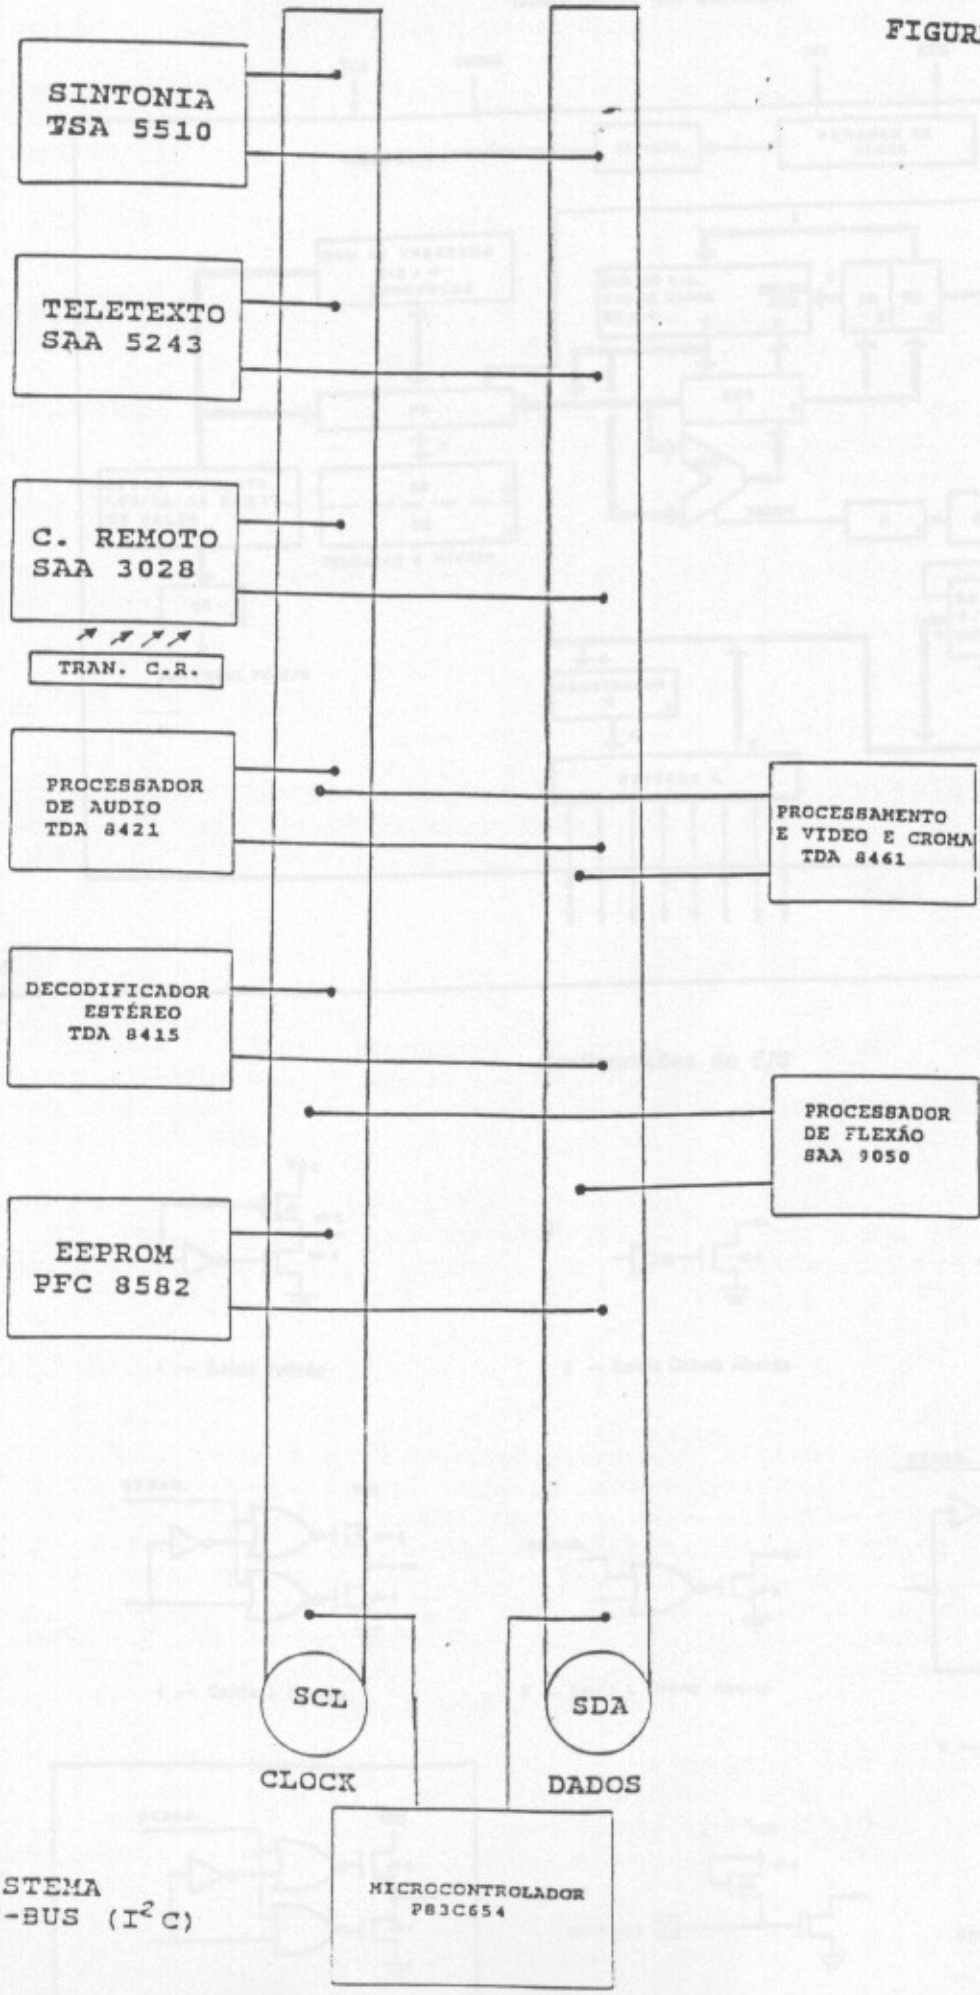 FIGUR
SINTONIA
TSA 5510
TELETEXTO
SAA 5243
C. REMOTO
SAA 3028
TRAN. C.R.
PROCESSADOR
DE AUDIO
TDA 8421
PROCESSAMENTO
E VIDEO E CROMA
TDA 8461
DECODIFICADOR
ESTÉREO
TDA 8415
PROCESSADOR
DE FLEXÃO
SAA 9050
EEPROM
PFC 8582
SCL
SDA
CLOCK
DADOS
MICROCONTROLADOR
P83C654
STEMA
-BUS (I²C)